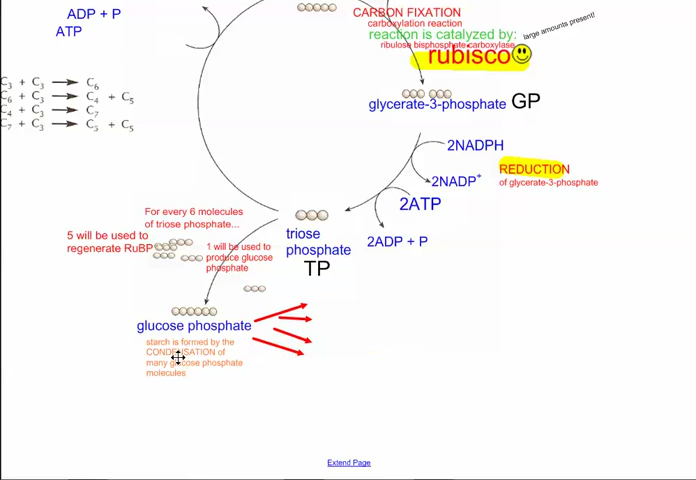 ADP + P
ATP
CARBON FIXATION
carboxylation reaction
reaction is catalyzed by:
ribulose bisphosphate carboxylase
large amounts present!
rubisco
C3 + C3 → C6
C6 + C3 → C4 + C5
C4 + C3 → C7
C7 + C3 → C5 + C5
glycerate-3-phosphate GP
2NADPH
REDUCTION
of glycerate-3-phosphate
2NADP+
2ATP
2ADP + P
For every 6 molecules
of triose phosphate...
5 will be used to
regenerate RuBP
1 will be used to
produce glucose
phosphate
triose
phosphate
TP
glucose phosphate
starch is formed by the
CONDENSATION of
many glucose phosphate
molecules
Extend Page